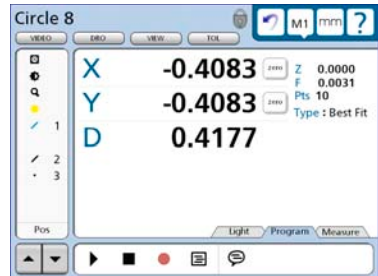 Circle 8
M1 mm ?
VIDEO DRO VIEW TOL
X -0.4083 ZERO Z 0.0000
F 0.0031
Y -0.4083 ZERO Pts 10
Type : Best Fit
D 0.4177
1
2
3
Pos
Light Program Measure